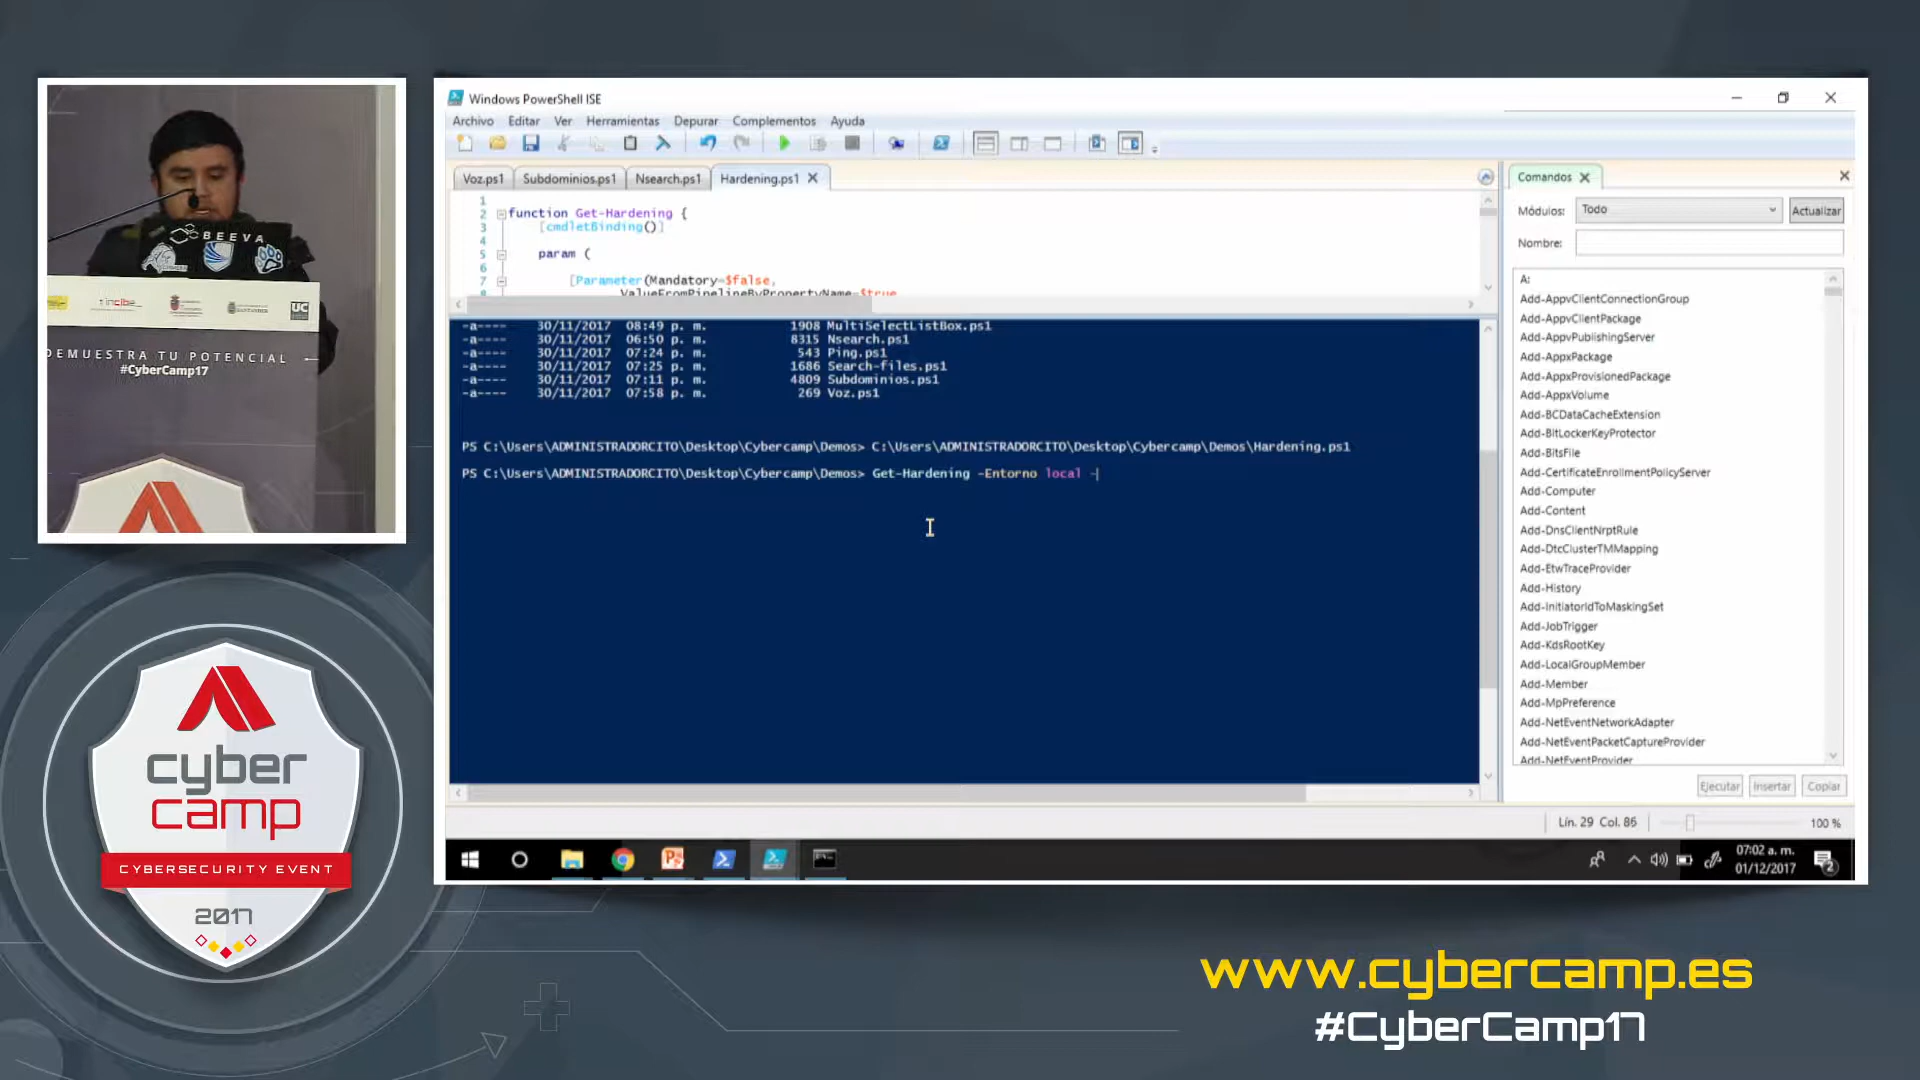 BEEVA
incibe
UC
DEMUESTRA TU POTENCIAL
#CyberCamp17
cyber
camp
CYBERSECURITY EVENT
2017
Windows PowerShell ISE
Archivo Editar Ver Herramientas Depurar Complementos Ayuda
Voz.ps1 Subdominios.ps1 Nsearch.ps1 Hardening.ps1
1
2 function Get-Hardening {
3 [cmdletBinding()]
4
5 param (
6
7 [Parameter(Mandatory=$false,
ValueFromPipelineByPropertyName=$true
-a---- 30/11/2017 08:49 p. m. 1908 MultiSelectListBox.ps1
-a---- 30/11/2017 06:50 p. m. 8315 Nsearch.ps1
-a---- 30/11/2017 07:24 p. m. 543 Ping.ps1
-a---- 30/11/2017 07:25 p. m. 1686 Search-files.ps1
-a---- 30/11/2017 07:11 p. m. 4809 Subdominios.ps1
-a---- 30/11/2017 07:58 p. m. 269 Voz.ps1
PS C:\Users\ADMINISTRADORCITO\Desktop\Cybercamp\Demos> C:\Users\ADMINISTRADORCITO\Desktop\Cybercamp\Demos\Hardening.ps1
PS C:\Users\ADMINISTRADORCITO\Desktop\Cybercamp\Demos> Get-Hardening -Entorno local -
Comandos
Módulos: Todo Actualizar
Nombre:
A:
Add-AppvClientConnectionGroup
Add-AppvClientPackage
Add-AppvPublishingServer
Add-AppxPackage
Add-AppxProvisionedPackage
Add-AppxVolume
Add-BCDataCacheExtension
Add-BitLockerKeyProtector
Add-BitsFile
Add-CertificateEnrollmentPolicyServer
Add-Computer
Add-Content
Add-DnsClientNrptRule
Add-DtcClusterTMMapping
Add-EtwTraceProvider
Add-History
Add-InitiatorIdToMaskingSet
Add-JobTrigger
Add-KdsRootKey
Add-LocalGroupMember
Add-Member
Add-MpPreference
Add-NetEventNetworkAdapter
Add-NetEventPacketCaptureProvider
Add-NetEventProvider
Ejecutar Insertar Copiar
Lín. 29 Col. 86 100 %
07:02 a. m.
01/12/2017
2
www.cybercamp.es
#CyberCamp17